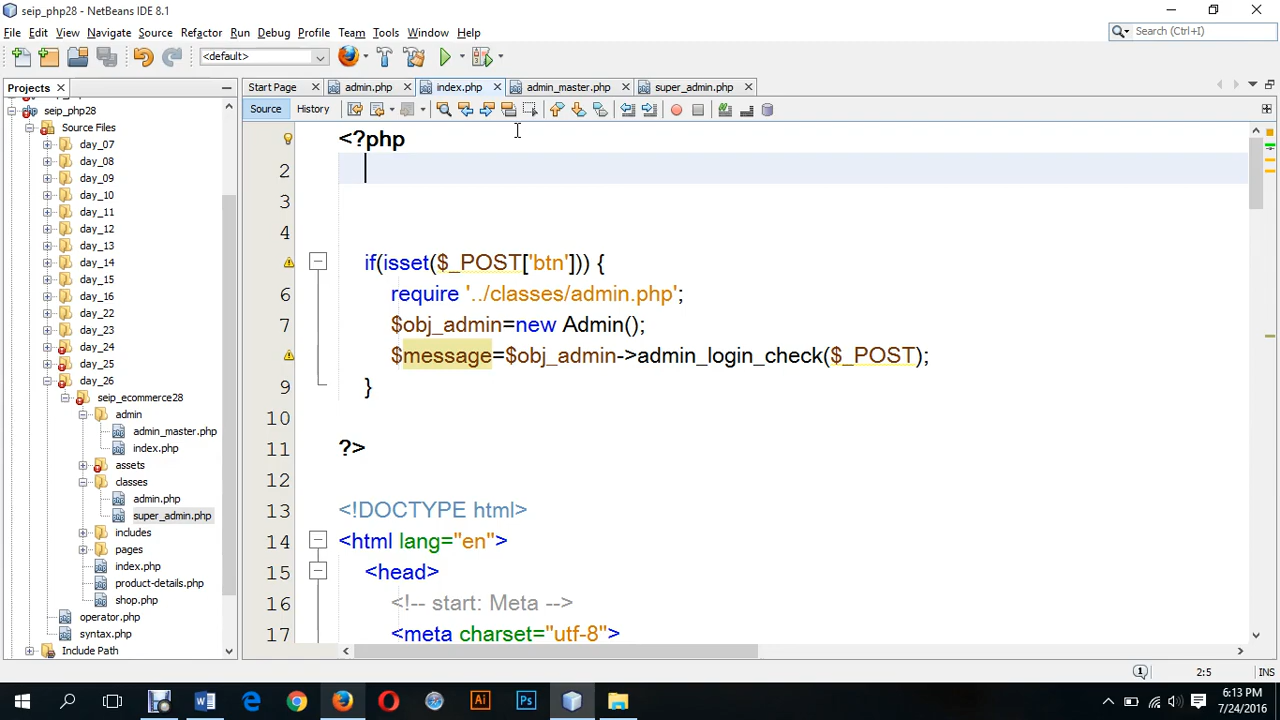 seip_php28 - NetBeans IDE 8.1
File Edit View Navigate Source Refactor Run Debug Profile Team Tools Window Help
Search (Ctrl+I)
<default>
Projects
Start Page admin.php index.php admin_master.php super_admin.php
Source History
seip_php28
Source Files
day_07
day_08
day_09
day_10
day_11
day_12
day_13
day_14
day_15
day_16
day_22
day_23
day_24
day_25
day_26
seip_ecommerce28
admin
admin_master.php
index.php
assets
classes
admin.php
super_admin.php
includes
pages
index.php
product-details.php
shop.php
operator.php
syntax.php
Include Path
<?php
2
3
4
if(isset($_POST['btn'])) {
6 require '../classes/admin.php';
7 $obj_admin=new Admin();
$message=$obj_admin->admin_login_check($_POST);
9 }
10
11 ?>
12
13 <!DOCTYPE html>
14 <html lang="en">
15 <head>
16 <!-- start: Meta -->
17 <meta charset="utf-8">
1 2:5 INS
6:13 PM
7/24/2016